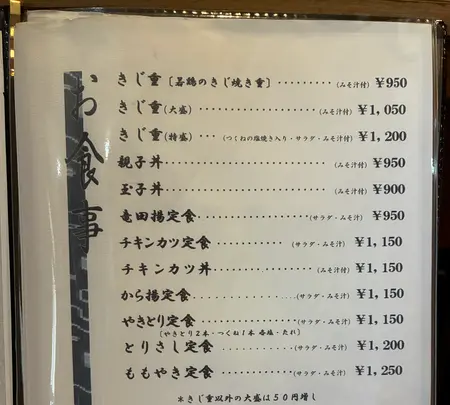 お食事
きじ重〔若鶏のきじ焼き重〕・・・・・・・・・(みそ汁付) ¥950
きじ重(大盛)・・・・・・・・・・・・・・・・・・・・・・(みそ汁付) ¥1,050
きじ重(特盛)・・・(つくねの塩焼き入り・サラダ・みそ汁付) ¥1,200
親子丼・・・・・・・・・・・・・・・・・・・・・・・・・・・(みそ汁付) ¥950
玉子丼・・・・・・・・・・・・・・・・・・・・・・・・・・・(みそ汁付) ¥900
竜田揚定食・・・・・・・・・・・・・・・・・・(サラダ・みそ汁) ¥950
チキンカツ定食・・・・・・・・・・・・・・(サラダ・みそ汁) ¥1,150
チキンカツ丼・・・・・・・・・・・・・・・・・・・・(みそ汁付) ¥1,150
から揚定食・・・・・・・・・・・・・・・・・・(サラダ・みそ汁) ¥1,150
やきとり定食・・・・・・・・・・・・・・・・(サラダ・みそ汁) ¥1,150
〔やきとり2本・つくね1本 各塩・たれ〕
とりさし定食・・・・・・・・・・・・・・・・(サラダ・みそ汁) ¥1,200
ももやき定食・・・・・・・・・・・・・・・・(サラダ・みそ汁) ¥1,250
*きじ重以外の大盛は50円増し